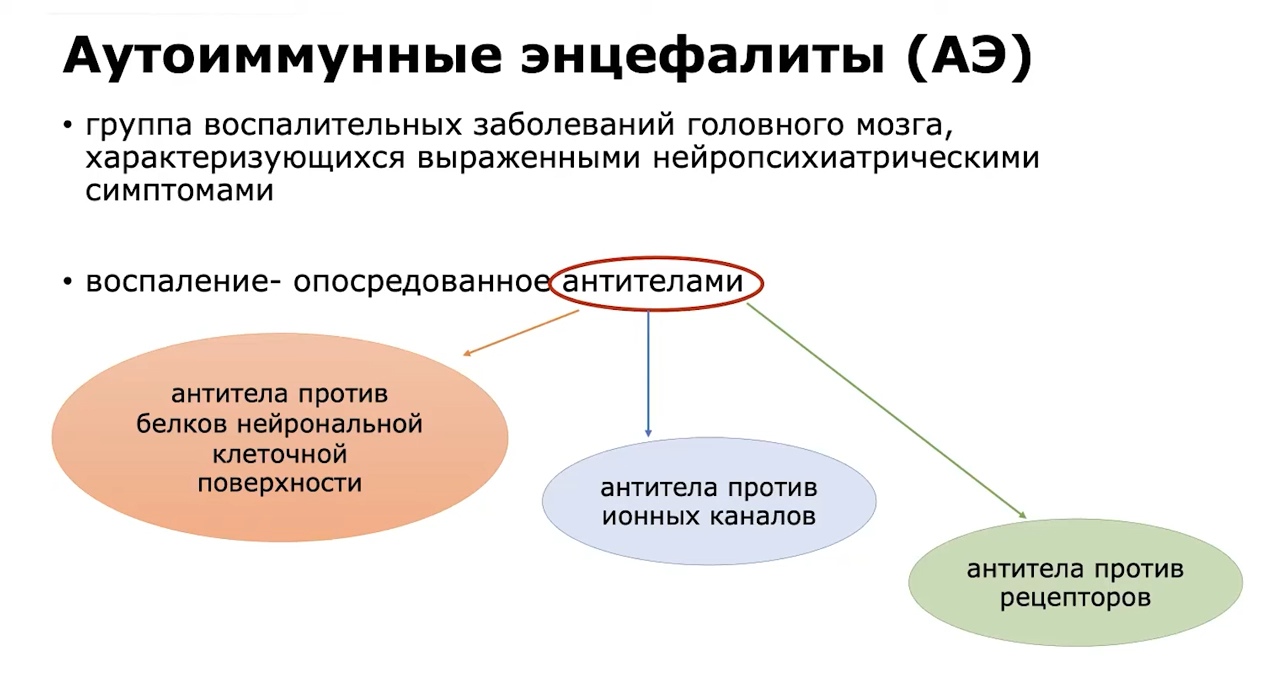 Аутоиммунные энцефалиты (АЭ)
• группа воспалительных заболеваний головного мозга,
характеризующихся выраженными нейропсихиатрическими
симптомами
• воспаление- опосредованное антителами
антитела против
белков нейрональной
клеточной
поверхности
антитела против
ионных каналов
антитела против
рецепторов